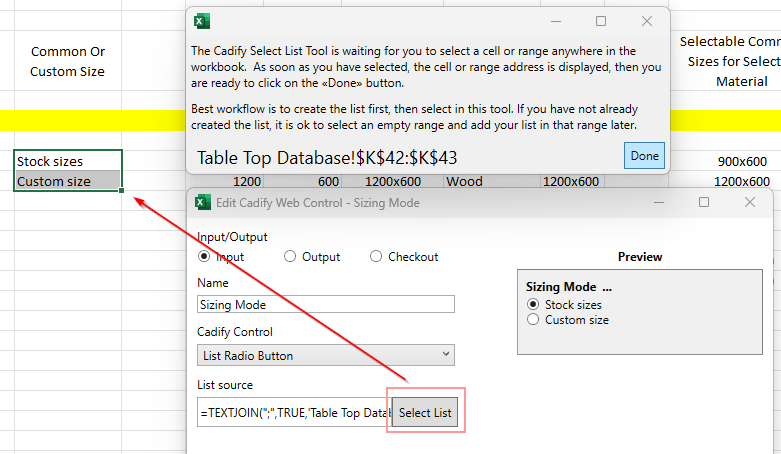 Common Or
Custom Size
The Cadify Select List Tool is waiting for you to select a cell or range anywhere in the
workbook.  As soon as you have selected, the cell or range address is displayed, then you
are ready to click on the «Done» button.
Best workflow is to create the list first, then select in this tool. If you have not already
created the list, it is ok to select an empty range and add your list in that range later.
Table Top Database!$K$42:$K$43
Done
Selectable Comm
Sizes for Select
Material
Stock sizes
900x600
Custom size
1200 600 1200x600 Wood 1200x600
1200x600
Edit Cadify Web Control - Sizing Mode
Input/Output
Input Output Checkout
Name
Sizing Mode
Cadify Control
List Radio Button
List source
=TEXTJOIN(";",TRUE,'Table Top Datab
Select List
Preview
Sizing Mode ...
Stock sizes
Custom size